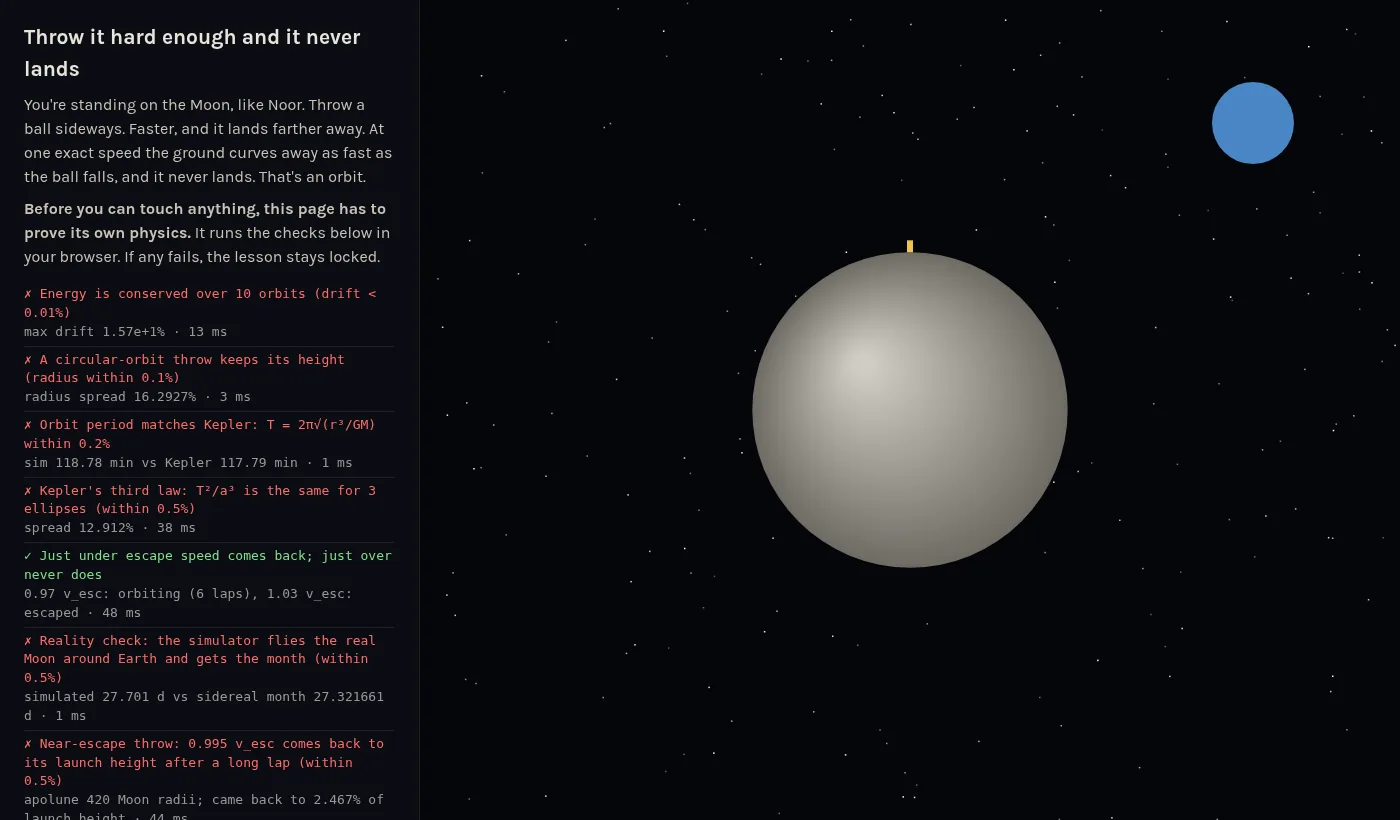 Throw it hard enough and it never
lands
You're standing on the Moon, like Noor. Throw a
ball sideways. Faster, and it lands farther away. At
one exact speed the ground curves away as fast as
the ball falls, and it never lands. That's an orbit.
Before you can touch anything, this page has to
prove its own physics. It runs the checks below in
your browser. If any fails, the lesson stays locked.
✗ Energy is conserved over 10 orbits (drift <
0.01%)
max drift 1.57e+1% · 13 ms
✗ A circular-orbit throw keeps its height
(radius within 0.1%)
radius spread 16.2927% · 3 ms
✗ Orbit period matches Kepler: T = 2π√(r³/GM)
within 0.2%
sim 118.78 min vs Kepler 117.79 min · 1 ms
✗ Kepler's third law: T²/a³ is the same for 3
ellipses (within 0.5%)
spread 12.912% · 38 ms
✓ Just under escape speed comes back; just over
never does
0.97 v_esc: orbiting (6 laps), 1.03 v_esc:
escaped · 48 ms
✗ Reality check: the simulator flies the real
Moon around Earth and gets the month (within
0.5%)
simulated 27.701 d vs sidereal month 27.321661
d · 1 ms
✗ Near-escape throw: 0.995 v_esc comes back to
its launch height after a long lap (within
0.5%)
apolune 420 Moon radii; came back to 2.467% of
launch height · 44 ms